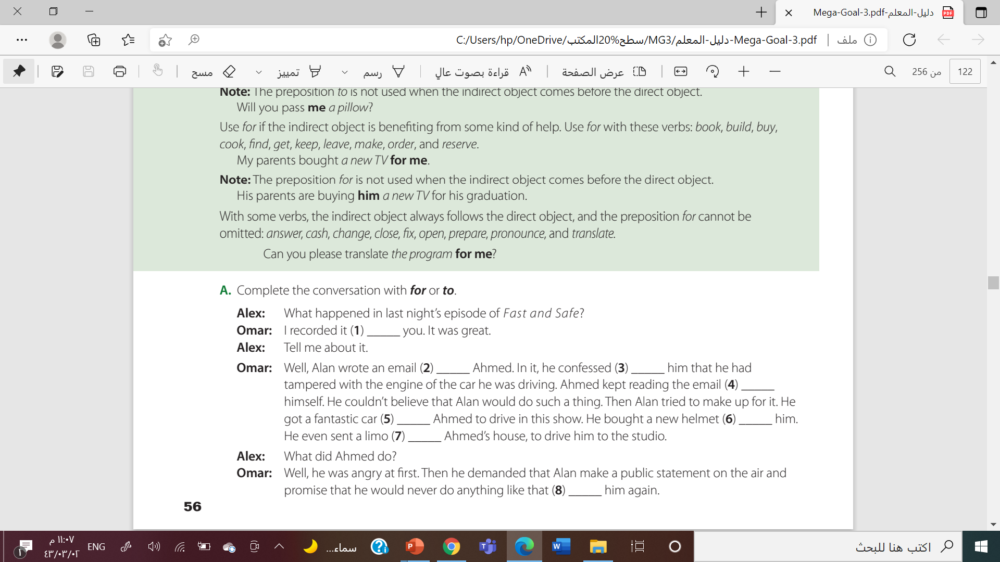 دليل-المعلم-Mega-Goal-3.pdf
ملف
C:/Users/hp/OneDrive/سطح%20المكتب/MG3/دليل-المعلم-Mega-Goal-3.pdf
122
من 256
عرض الصفحة
قراءة بصوت عالٍ
رسم
تمييز
مسح
Note: The preposition to is not used when the indirect object comes before the direct object.
Will you pass me a pillow?
Use for if the indirect object is benefiting from some kind of help. Use for with these verbs: book, build, buy,
cook, find, get, keep, leave, make, order, and reserve.
My parents bought a new TV for me.
Note: The preposition for is not used when the indirect object comes before the direct object.
His parents are buying him a new TV for his graduation.
With some verbs, the indirect object always follows the direct object, and the preposition for cannot be
omitted: answer, cash, change, close, fix, open, prepare, pronounce, and translate.
Can you please translate the program for me?
A. Complete the conversation with for or to.
Alex: What happened in last night's episode of Fast and Safe?
Omar: I recorded it (1) _____ you. It was great.
Alex: Tell me about it.
Omar: Well, Alan wrote an email (2) _____ Ahmed. In it, he confessed (3) _____ him that he had
tampered with the engine of the car he was driving. Ahmed kept reading the email (4) _____
himself. He couldn't believe that Alan would do such a thing. Then Alan tried to make up for it. He
got a fantastic car (5) _____ Ahmed to drive in this show. He bought a new helmet (6) _____ him.
He even sent a limo (7) _____ Ahmed's house, to drive him to the studio.
Alex: What did Ahmed do?
Omar: Well, he was angry at first. Then he demanded that Alan make a public statement on the air and
promise that he would never do anything like that (8) _____ him again.
56
اكتب هنا للبحث
سماء...
ENG
١١:٠٧ م
٤٣/٠٣/٠٢
١